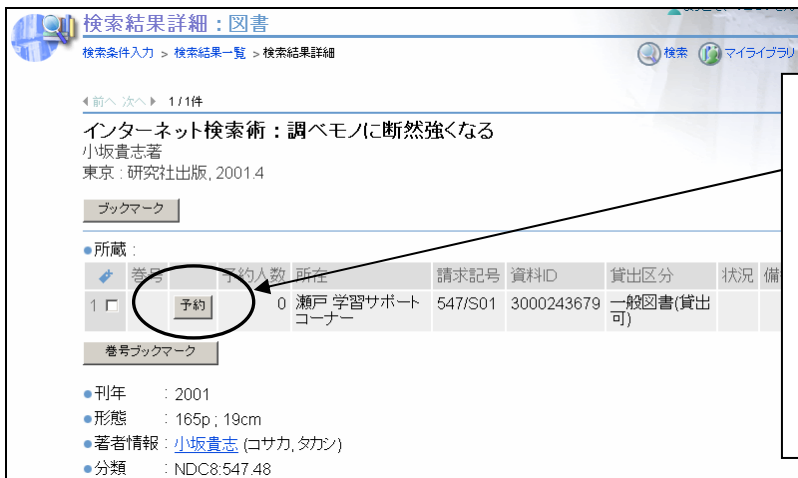 検索結果詳細：図書
検索条件入力 > 検索結果一覧 > 検索結果詳細
検索 マイライブラリ
前へ 次へ 1/1件
インターネット検索術：調べモノに断然強くなる
小坂貴志著
東京 : 研究社出版, 2001.4
ブックマーク
所蔵 :
巻号 予約人数 所在 請求記号 資料ID 貸出区分 状況
1 予約 0 瀬戸 学習サポート 547/S01 3000243679 一般図書(貸出
コーナー 可)
巻号ブックマーク
刊年 : 2001
形態 : 165p ; 19cm
著者情報 : 小坂貴志 (コサカ, タカシ)
分類 : NDC8:547.48